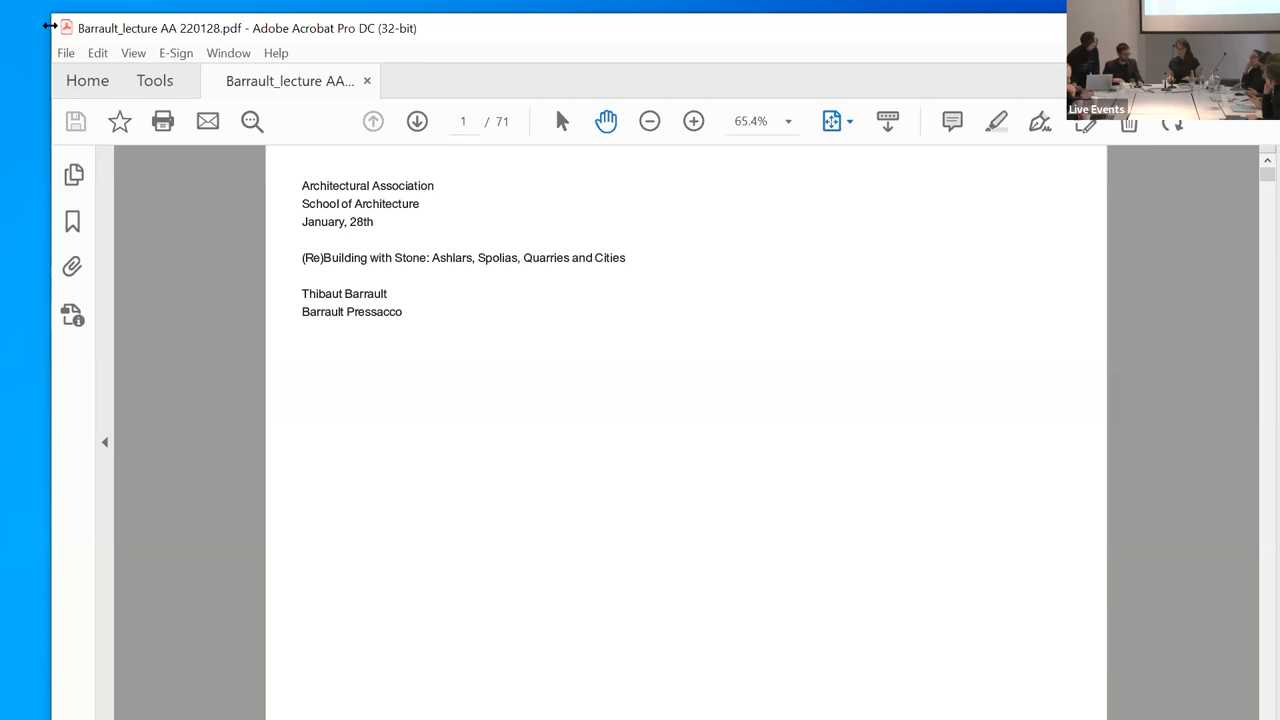 Barrault_lecture AA 220128.pdf - Adobe Acrobat Pro DC (32-bit)
File Edit View E-Sign Window Help
Home Tools Barrault_lecture AA... ×
1 / 71 65.4%
Live Events
Architectural Association
School of Architecture
January, 28th
(Re)Building with Stone: Ashlars, Spolias, Quarries and Cities
Thibaut Barrault
Barrault Pressacco